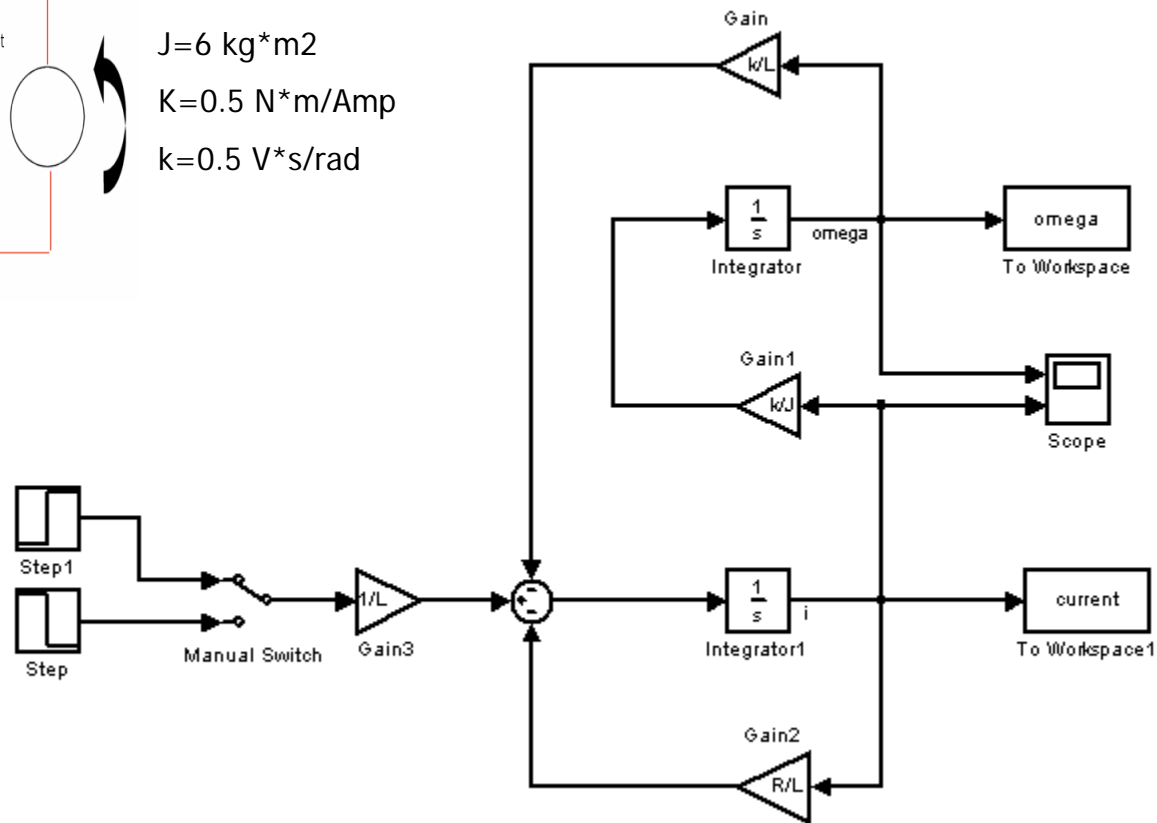 t
J=6 kg*m2
K=0.5 N*m/Amp
k=0.5 V*s/rad
Gain
k/L
1
s
omega
Integrator
omega
To Workspace
Gain1
k/J
Scope
Step1
Step
Manual Switch
1/L
Gain3
1
s
i
Integrator1
current
To Workspace1
Gain2
R/L